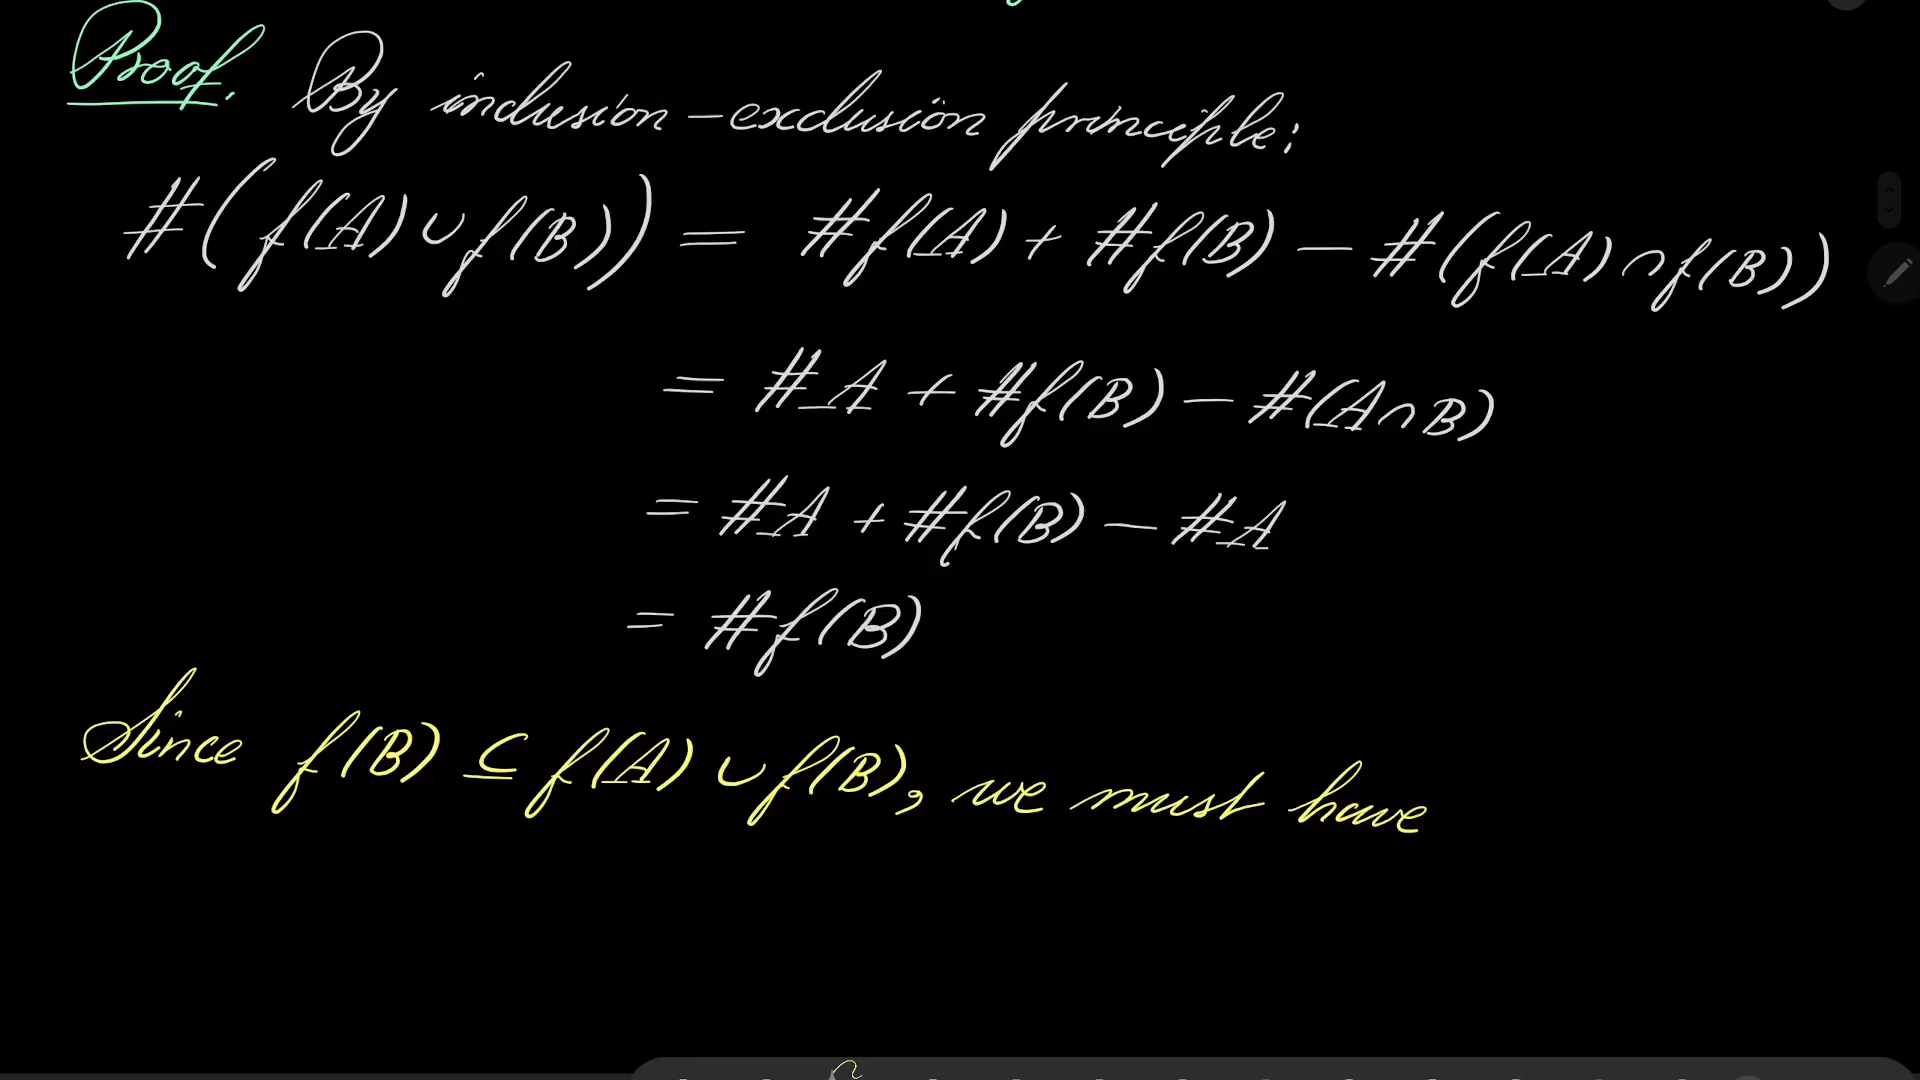 Proof. By inclusion-exclusion principle:
#(f(A) ∪ f(B)) = #f(A) + #f(B) − #(f(A) ∩ f(B))
= #A + #f(B) − #(A ∩ B)
= #A + #f(B) − #A
= #f(B)
Since f(B) ⊆ f(A) ∪ f(B), we must have